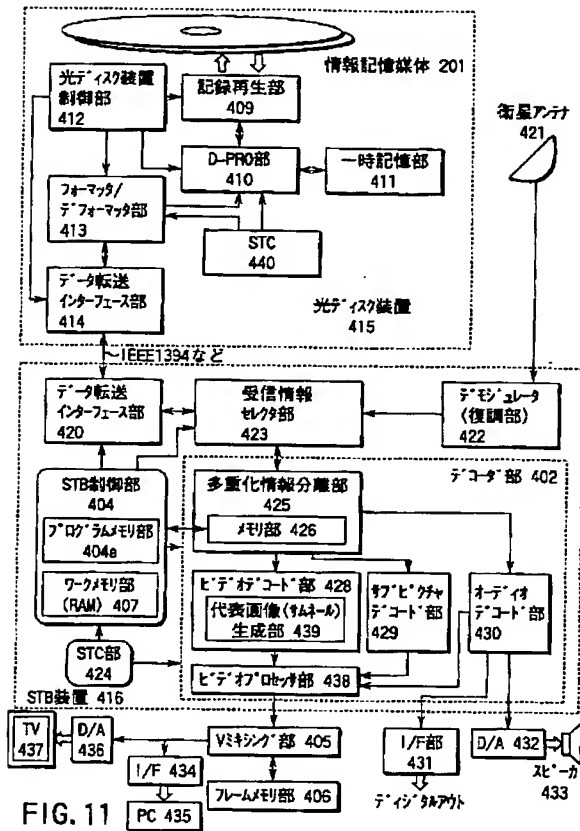 情報記憶媒体 201
光ディスク装置
制御部
412
記録再生部
409
衛星アンテナ
421
D-PRO部
410
一時記憶部
411
フォーマッタ/
デフォーマッタ部
413
STC
440
データ転送
インターフェース部
414
光ディスク装置
415
~IEEE1394など
データ転送
インターフェース部
420
受信情報
セレクタ部
423
デモジュレータ
(復調部)
422
デコーダ部 402
STB制御部
404
プログラムメモリ部
404a
ワークメモリ部
(RAM) 407
多重化情報分離部
425
メモリ部 426
ビデオデコード部 428
代表画像(サムネール)
生成部 439
サブピクチャ
デコード部
429
オーディオ
デコード部
430
STC部
424
ビデオプロセッサ部 438
STB装置 416
TV
437
D/A
436
Vミキシング部 405
I/F部
431
D/A 432
スピーカ
433
I/F 434
フレームメモリ部 406
ディジタルアウト
PC 435
FIG. 11